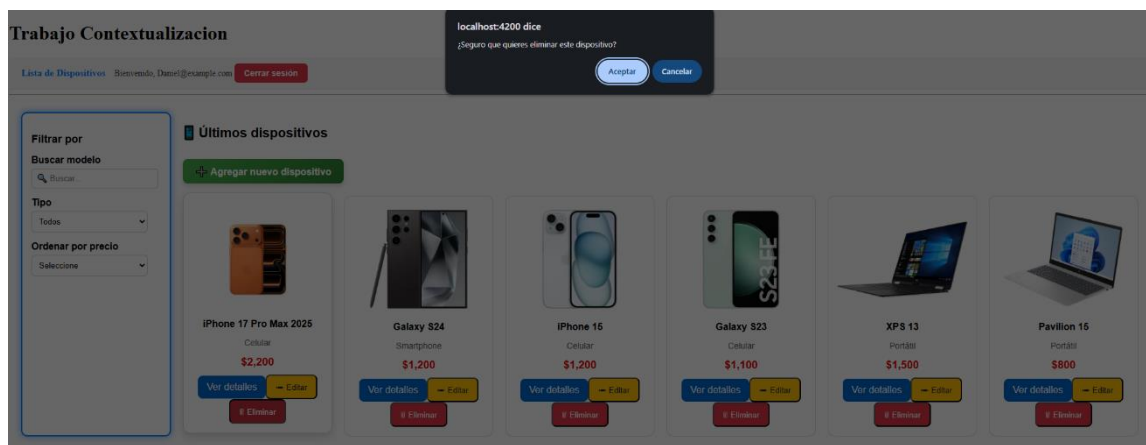 Trabajo Contextualizacion
localhost:4200 dice
¿Seguro que quieres eliminar este dispositivo?
Aceptar Cancelar
Lista de Dispositivos Bienvenido, Daniel@example.com Cerrar sesión
Filtrar por
Buscar modelo
Buscar...
Tipo
Todos
Ordenar por precio
Seleccione
Últimos dispositivos
Agregar nuevo dispositivo
iPhone 17 Pro Max 2025
Celular
$2,200
Ver detalles Editar
Eliminar
Galaxy S24
Smartphone
$1,200
Ver detalles Editar
Eliminar
iPhone 15
Celular
$1,200
Ver detalles Editar
Eliminar
S23 FE
Galaxy S23
Celular
$1,100
Ver detalles Editar
Eliminar
XPS 13
Portátil
$1,500
Ver detalles Editar
Eliminar
Pavilion 15
Portátil
$800
Ver detalles Editar
Eliminar